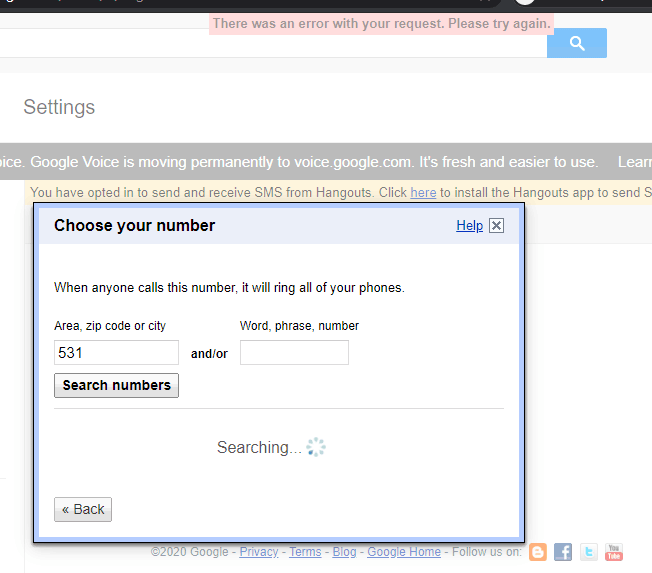 There was an error with your request. Please try again.
Settings
oice. Google Voice is moving permanently to voice.google.com. It's fresh and easier to use. Learn
You have opted in to send and receive SMS from Hangouts. Click here to install the Hangouts app to send S
Choose your number Help
When anyone calls this number, it will ring all of your phones.
Area, zip code or city Word, phrase, number
531 and/or
Search numbers
Searching...
« Back
©2020 Google - Privacy - Terms - Blog - Google Home - Follow us on: You Tube